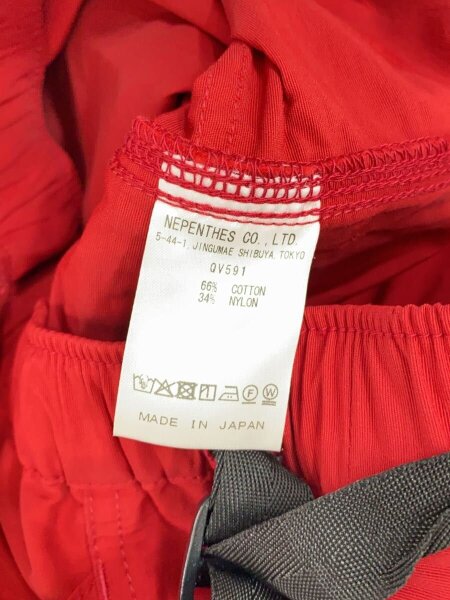 NEPENTHES CO., LTD.
5-44-1, JINGUMAE SHIBUYA, TOKYO
QV591
66% COTTON
34% NYLON
F W
MADE IN JAPAN